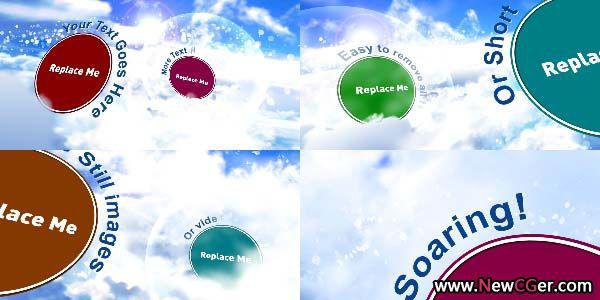 Your Text Goes Here
Replace Me
More Text
Replace Me
Easy to remove all
Replace Me
Or Short
Replac
Still images
lace Me
Or vide
Replace Me
Soaring!
www.NewCGer.com